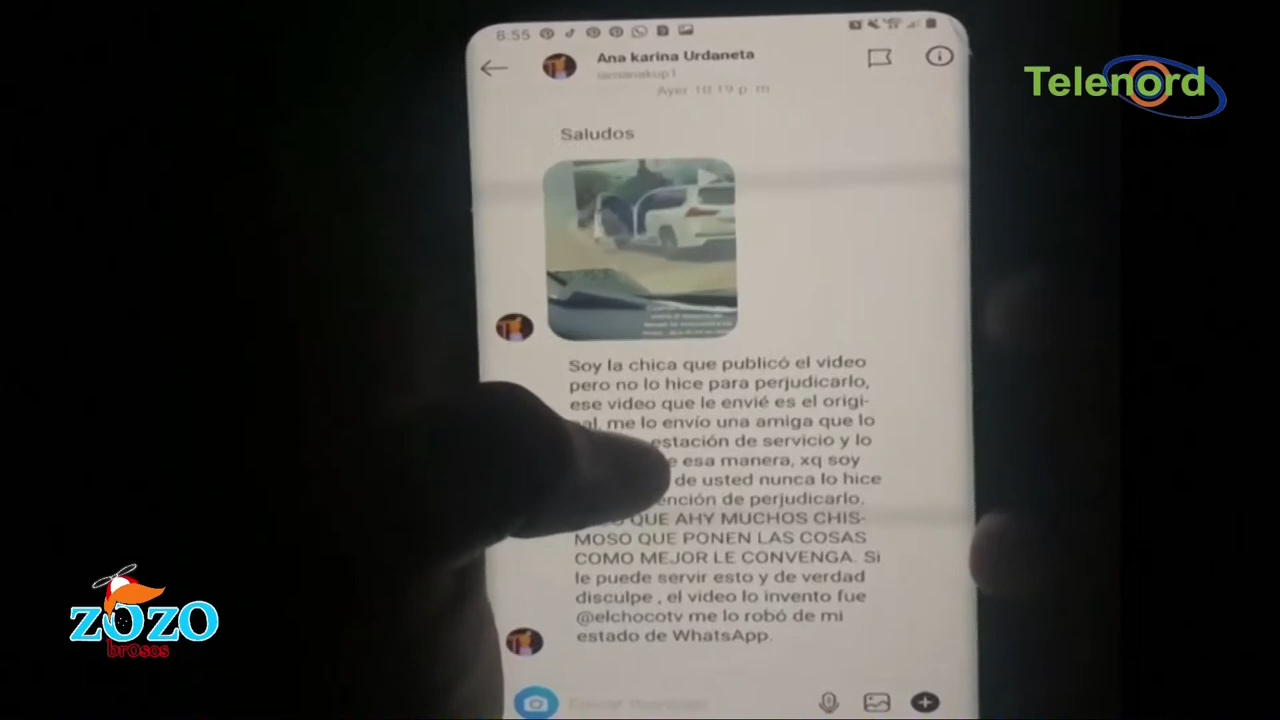 6:55
Ana karina Urdaneta
iamanakup1
Ayer 10:19 p. m.
Telenord
Saludos
Soy la chica que publicó el video
pero no lo hice para perjudicarlo,
ese video que le envié es el origi-
nal, me lo envío una amiga que lo
estación de servicio y lo
esa manera, xq soy
de usted nunca lo hice
de perjudicarlo.
QUE AHY MUCHOS CHIS-
MOSO QUE PONEN LAS COSAS
COMO MEJOR LE CONVENGA. Si
le puede servir esto y de verdad
disculpe , el video lo invento fue
@elchocotv me lo robó de mi
estado de WhatsApp.
zozo
brosos